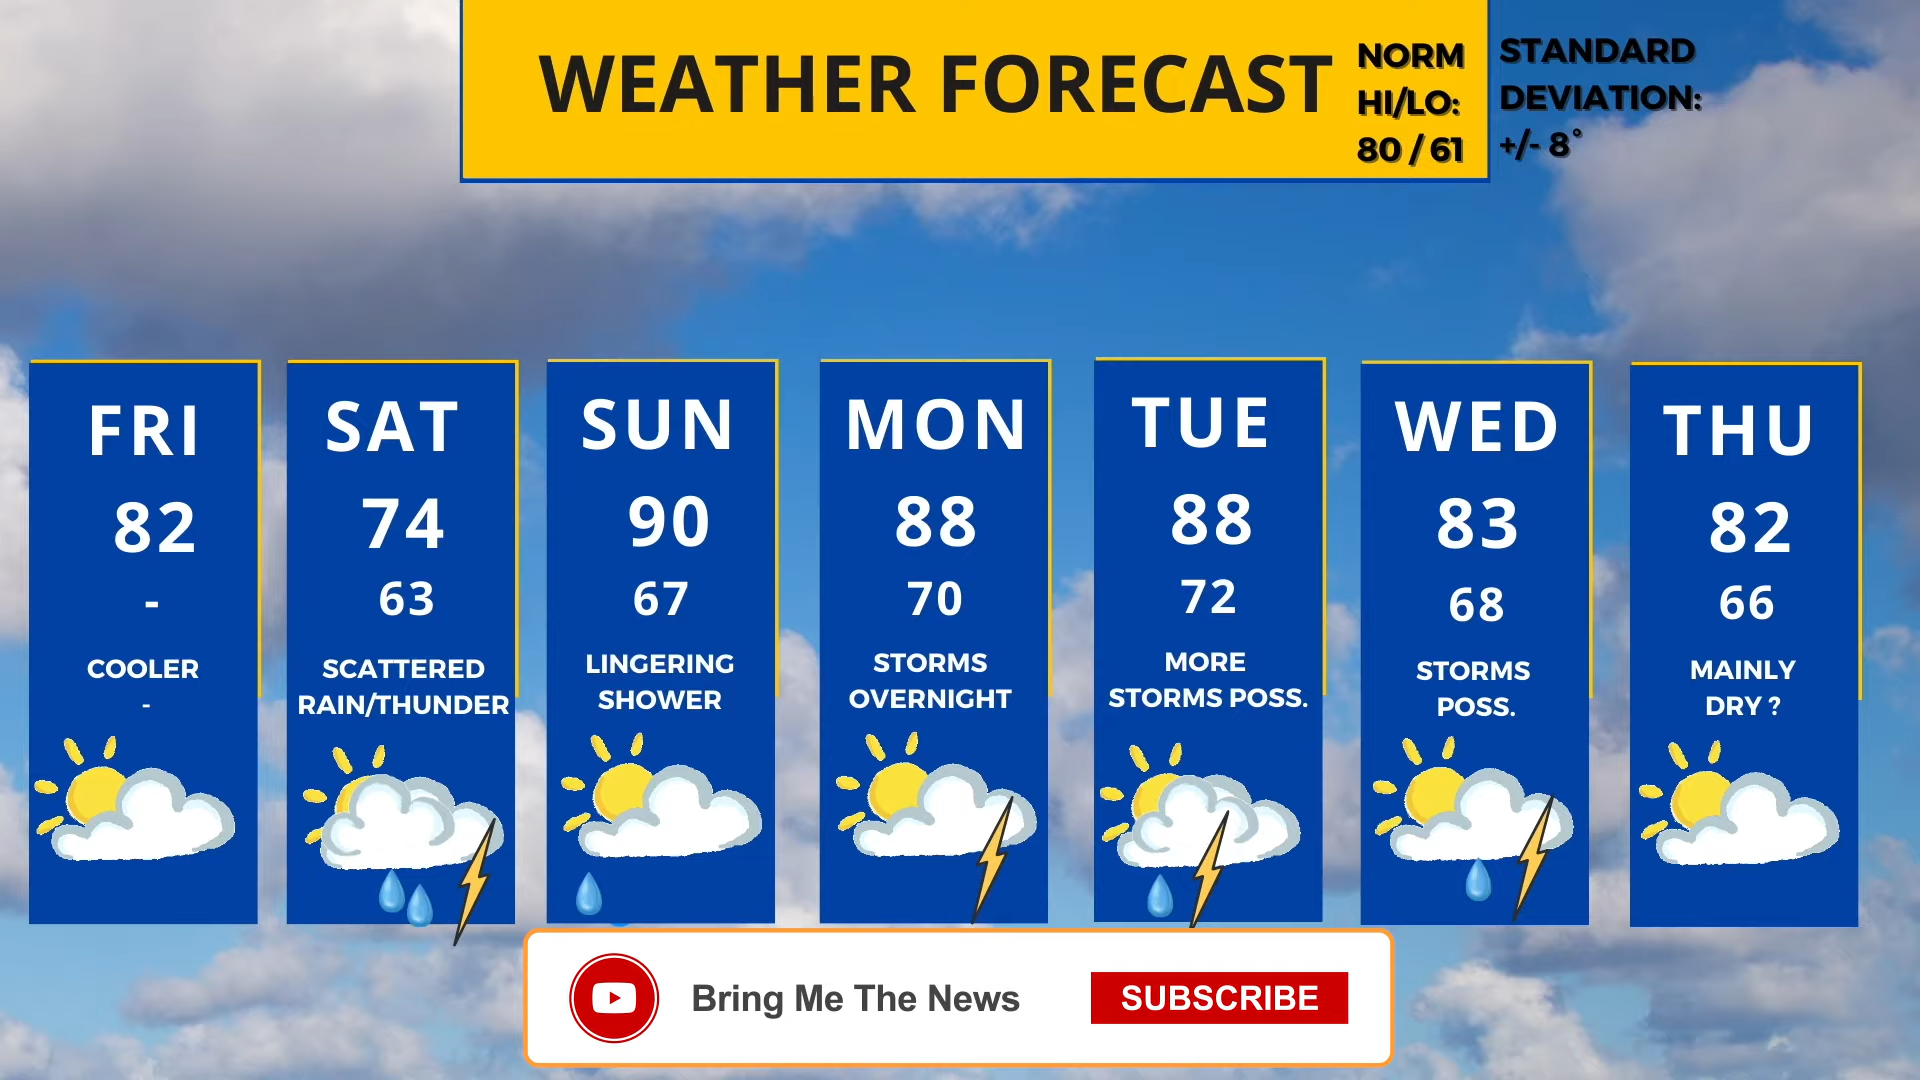 WEATHER FORECAST
NORM
HI/LO:
80 / 61
STANDARD
DEVIATION:
+/- 8°
FRI
82
-
COOLER
-
SAT
74
63
SCATTERED
RAIN/THUNDER
SUN
90
67
LINGERING
SHOWER
MON
88
70
STORMS
OVERNIGHT
TUE
88
72
MORE
STORMS POSS.
WED
83
68
STORMS
POSS.
THU
82
66
MAINLY
DRY ?
Bring Me The News
SUBSCRIBE